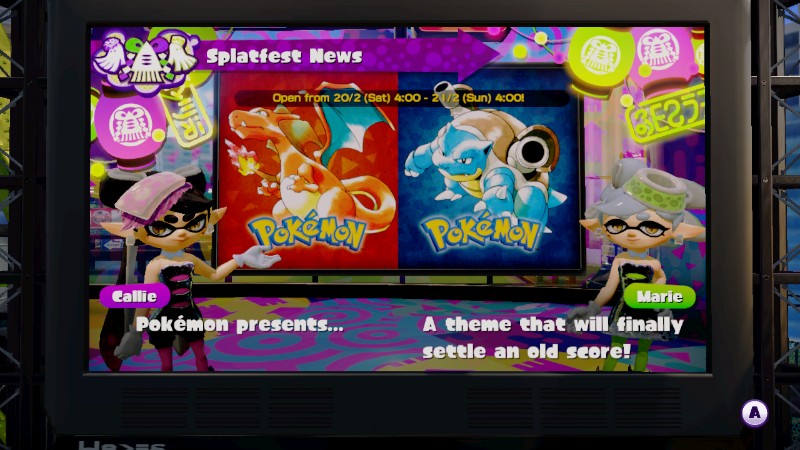 Splatfest News
Open from 20/2 (Sat) 4:00 - 21/2 (Sun) 4:00!
POKéMON
POKéMON
Callie
Marie
Pokémon presents...
A theme that will finally
settle an old score!
A